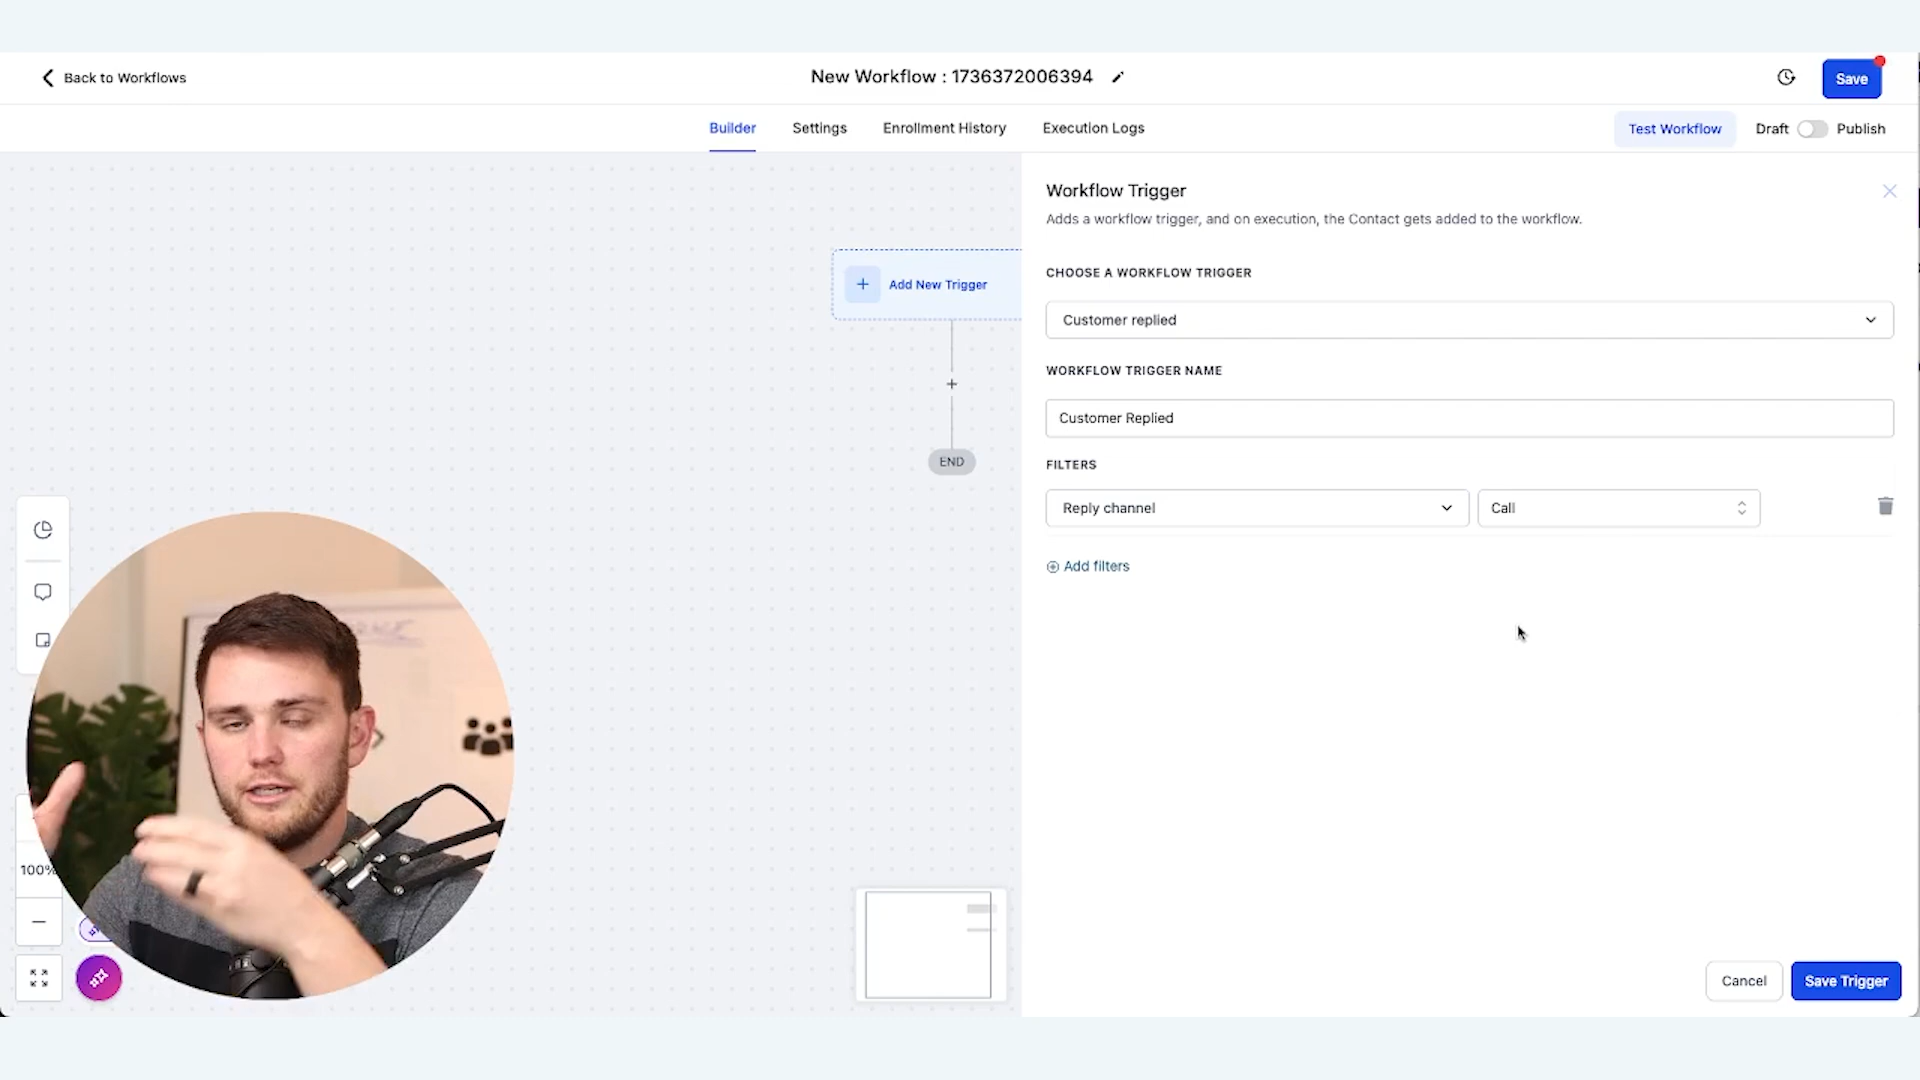 Back to Workflows
New Workflow : 1736372006394
Save
Builder
Settings
Enrollment History
Execution Logs
Test Workflow
Draft
Publish
Workflow Trigger
Adds a workflow trigger, and on execution, the Contact gets added to the workflow.
CHOOSE A WORKFLOW TRIGGER
Add New Trigger
Customer replied
WORKFLOW TRIGGER NAME
Customer Replied
END
FILTERS
Reply channel
Call
Add filters
100%
Cancel
Save Trigger